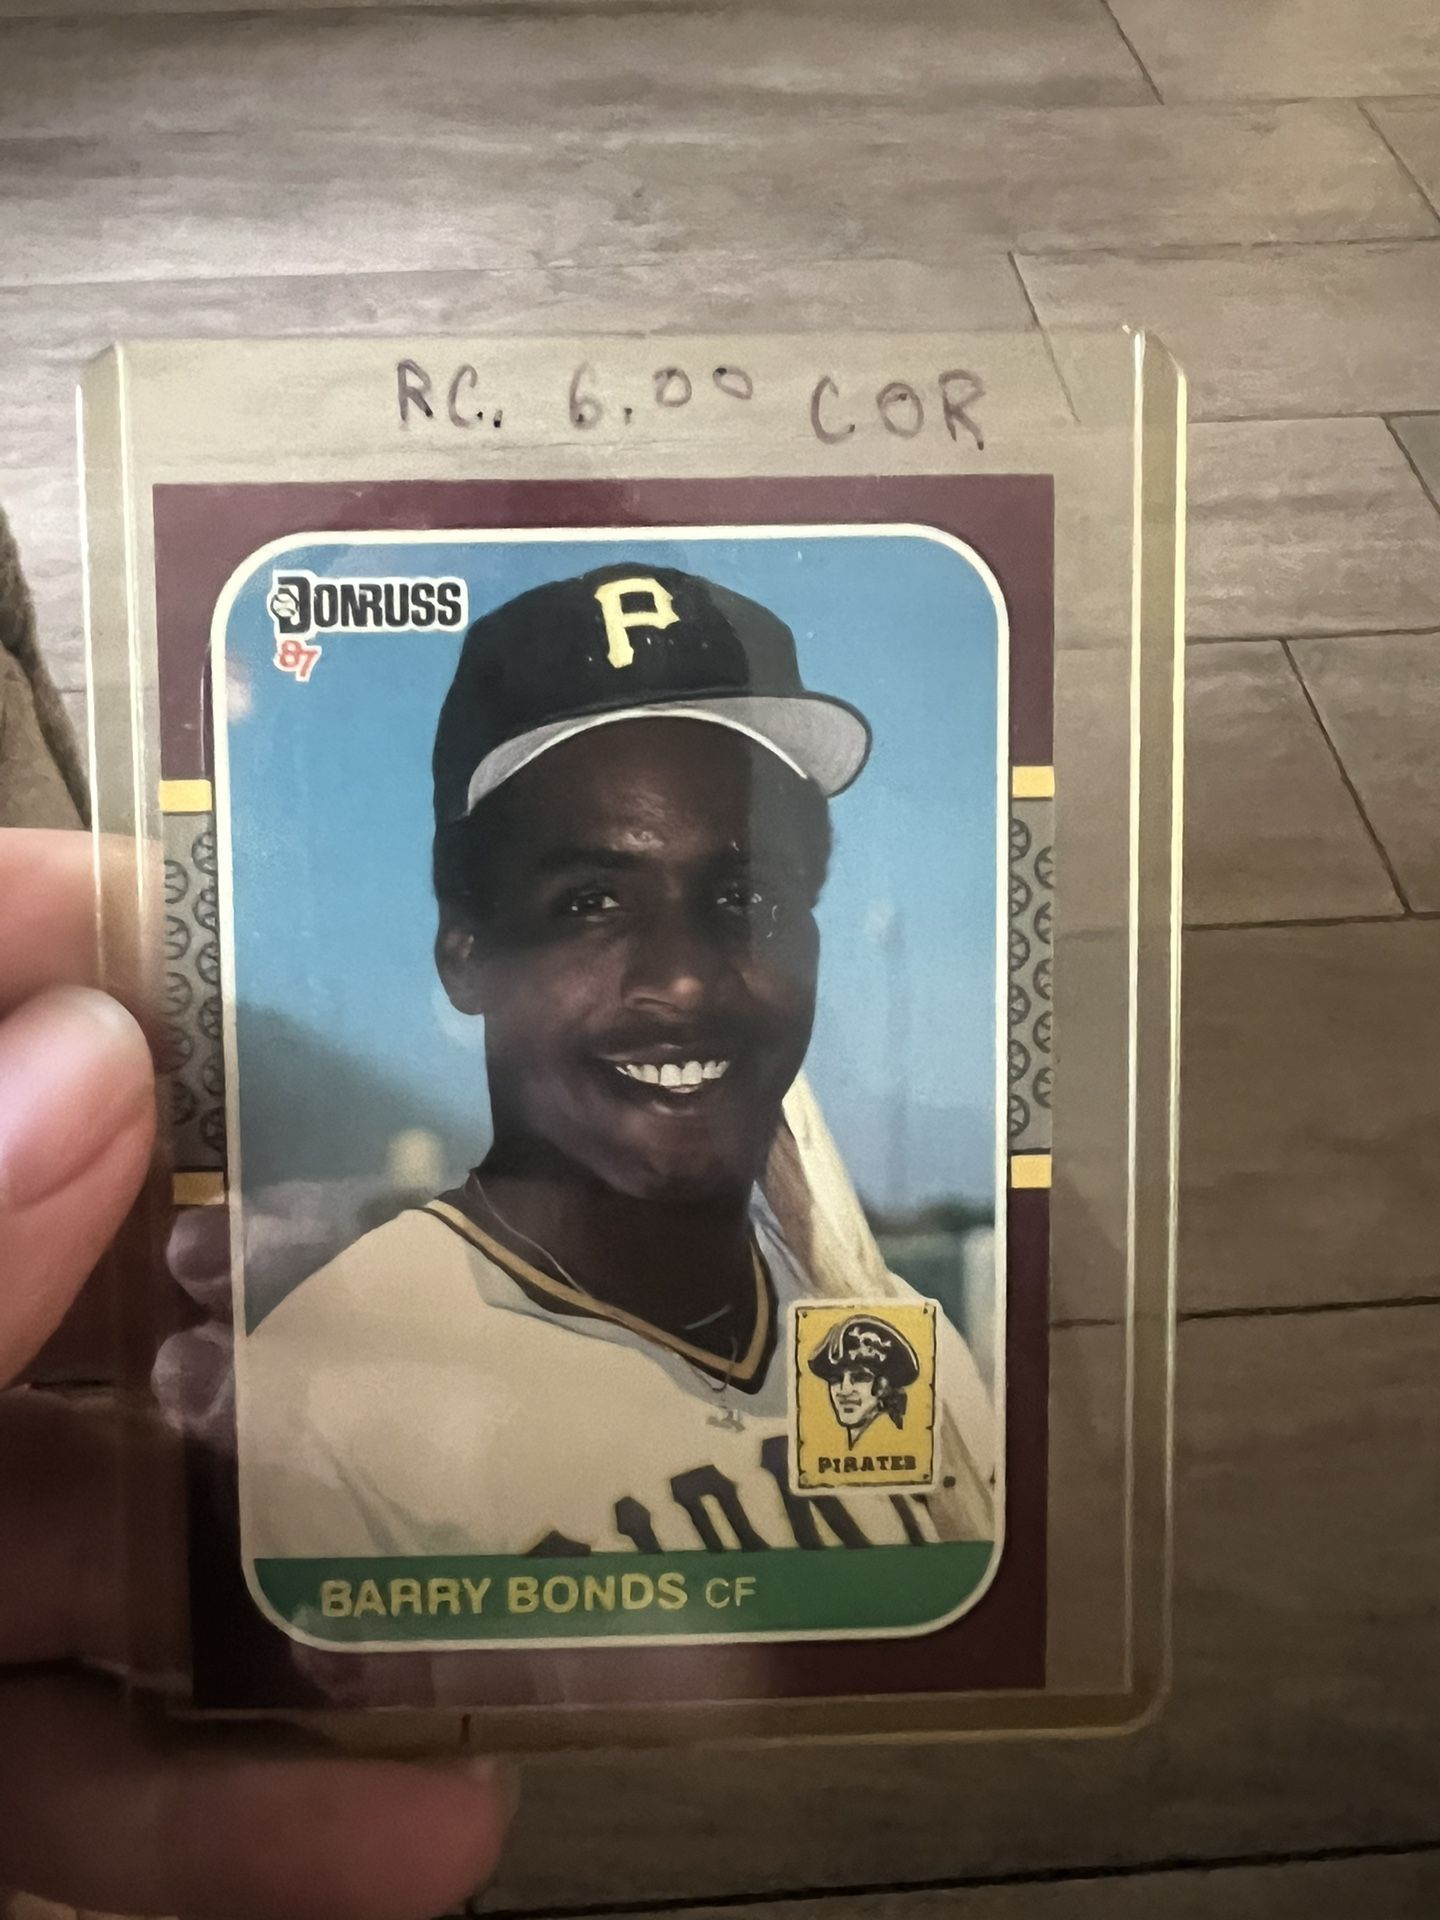 RC. 6.00 COR
DONRUSS
87
PIRATES
BARRY BONDS CF